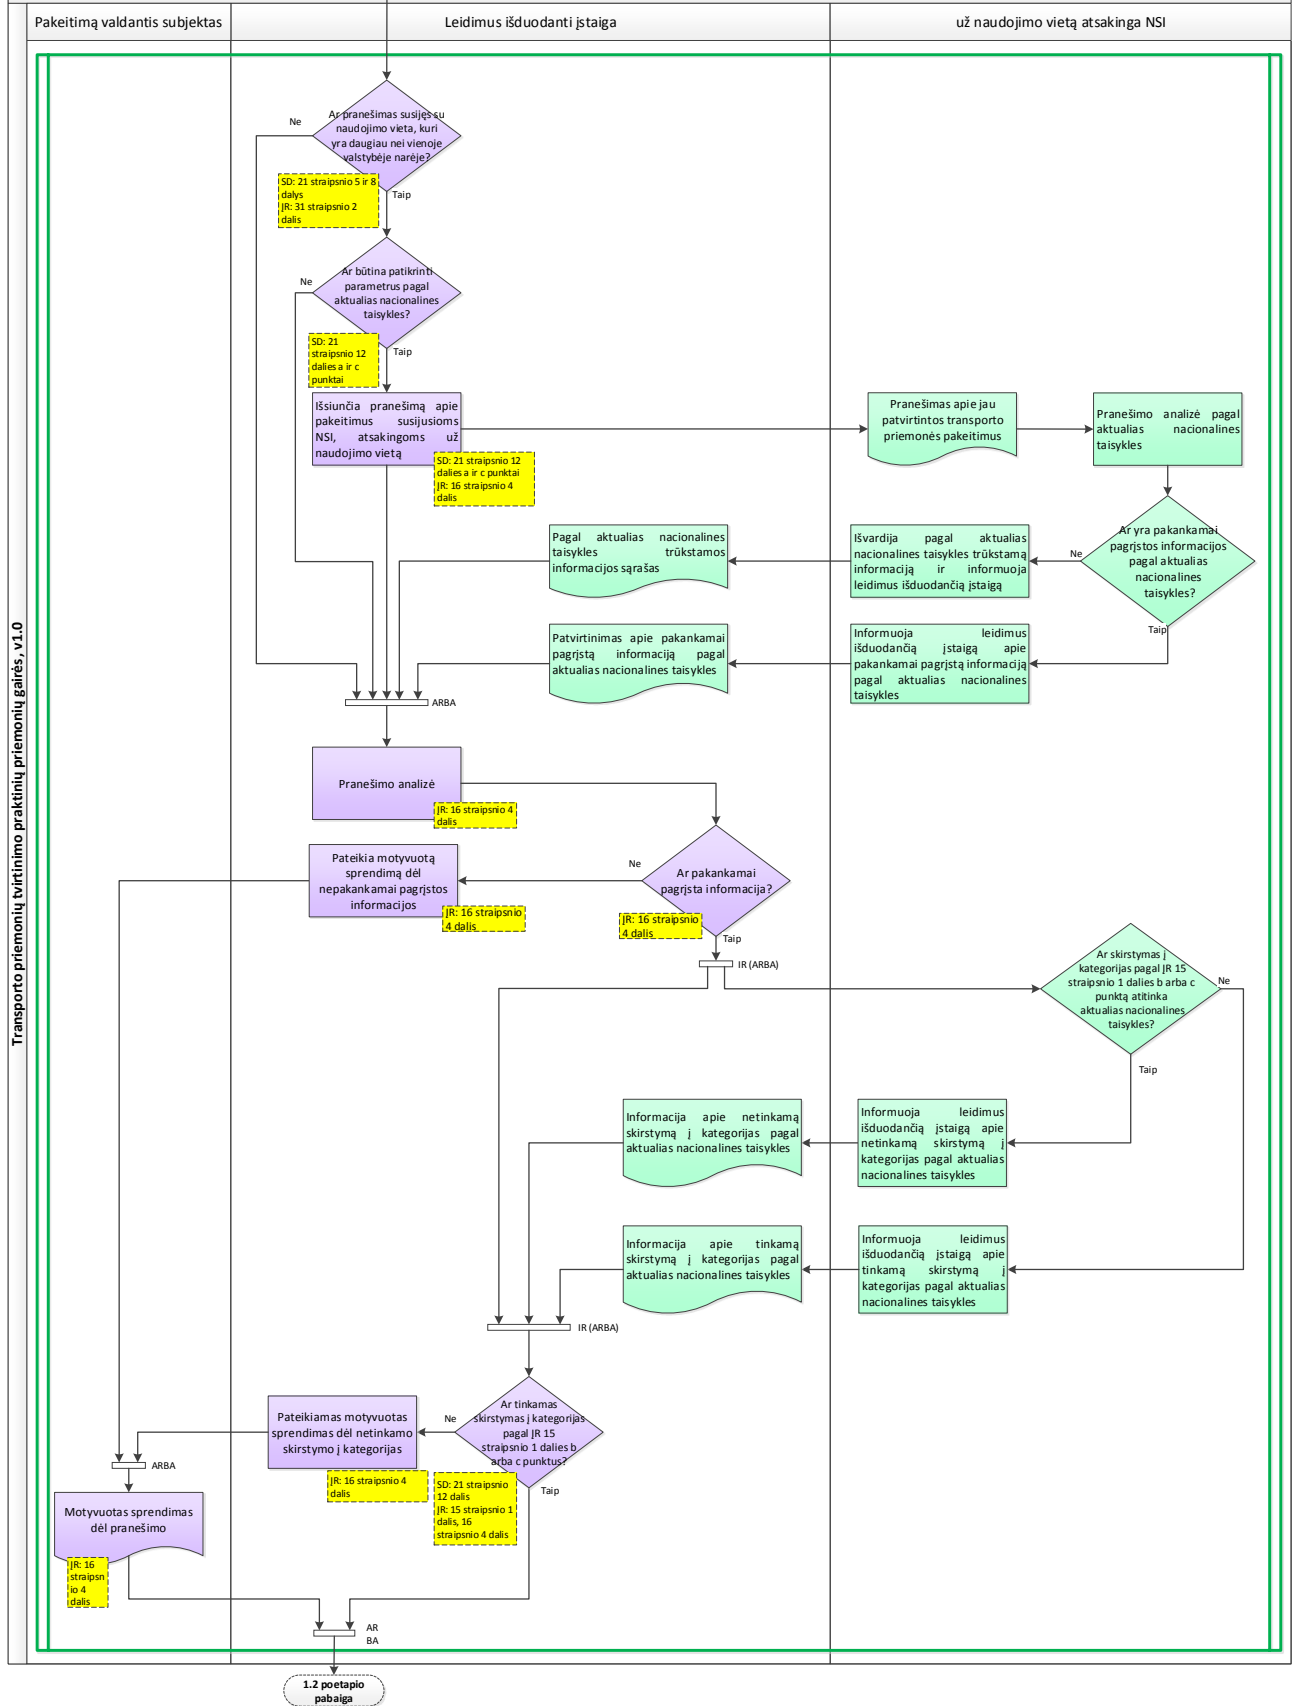 Pakeitimą valdantis subjektas
Leidimus išduodanti įstaiga
už naudojimo vietą atsakinga NSI
Transporto priemonių tvirtinimo praktinių priemonių gairės, v1.0
Ar pranešimas susijęs su
naudojimo vieta, kuri
yra daugiau nei vienoje
valstybėje narėje?
Ne
SD: 21 straipsnio 5 ir 8
dalys
ĮR: 31 straipsnio 2
dalis
Taip
Ar būtina patikrinti
parametrus pagal
aktualias nacionalines
taisykles?
Ne
SD: 21
straipsnio 12
dalies a ir c
punktai
Taip
Išsiunčia pranešimą apie
pakeitimus susijusioms
NSI, atsakingoms už
naudojimo vietą
SD: 21 straipsnio 12
dalies a ir c punktai
ĮR: 16 straipsnio 4
dalis
Pranešimas apie jau
patvirtintos transporto
priemonės pakeitimus
Pranešimo analizė pagal
aktualias nacionalines
taisykles
Ar yra pakankamai
pagrįstos informacijos
pagal aktualias
nacionalines
taisykles?
Ne
Taip
Išvardija pagal aktualias
nacionalines taisykles trūkstamą
informaciją ir informuoja
leidimus išduodančią įstaigą
Pagal aktualias nacionalines
taisykles trūkstamos
informacijos sąrašas
Informuoja leidimus
išduodančią įstaigą apie
pakankamai pagrįstą informaciją
pagal aktualias nacionalines
taisykles
Patvirtinimas apie pakankamai
pagrįstą informaciją pagal
aktualias nacionalines taisykles
ARBA
Pranešimo analizė
ĮR: 16 straipsnio 4
dalis
Ar pakankamai
pagrįsta informacija?
Ne
ĮR: 16 straipsnio
4 dalis
Taip
Pateikia motyvuotą
sprendimą dėl
nepakankamai pagrįstos
informacijos
ĮR: 16 straipsnio
4 dalis
IR (ARBA)
Ar skirstymas į
kategorijas pagal ĮR 15
straipsnio 1 dalies b arba c
punktą atitinka
aktualias nacionalines
taisykles?
Ne
Taip
Informuoja leidimus
išduodančią įstaigą apie
netinkamą skirstymą į
kategorijas pagal aktualias
nacionalines taisykles
Informacija apie netinkamą
skirstymą į kategorijas pagal
aktualias nacionalines taisykles
Informuoja leidimus
išduodančią įstaigą apie
tinkamą skirstymą į
kategorijas pagal aktualias
nacionalines taisykles
Informacija apie tinkamą
skirstymą į kategorijas pagal
aktualias nacionalines taisykles
IR (ARBA)
Ar tinkamas
skirstymas į kategorijas
pagal ĮR 15
straipsnio 1 dalies b
arba c punktus?
Ne
SD: 21 straipsnio
12 dalis
ĮR: 15 straipsnio 1
dalis, 16
straipsnio 4 dalis
Taip
Pateikiamas motyvuotas
sprendimas dėl netinkamo
skirstymo į kategorijas
ĮR: 16 straipsnio 4
dalis
ARBA
Motyvuotas sprendimas
dėl pranešimo
ĮR: 16
straipsn
io 4
dalis
AR
BA
1.2 poetapio
pabaiga